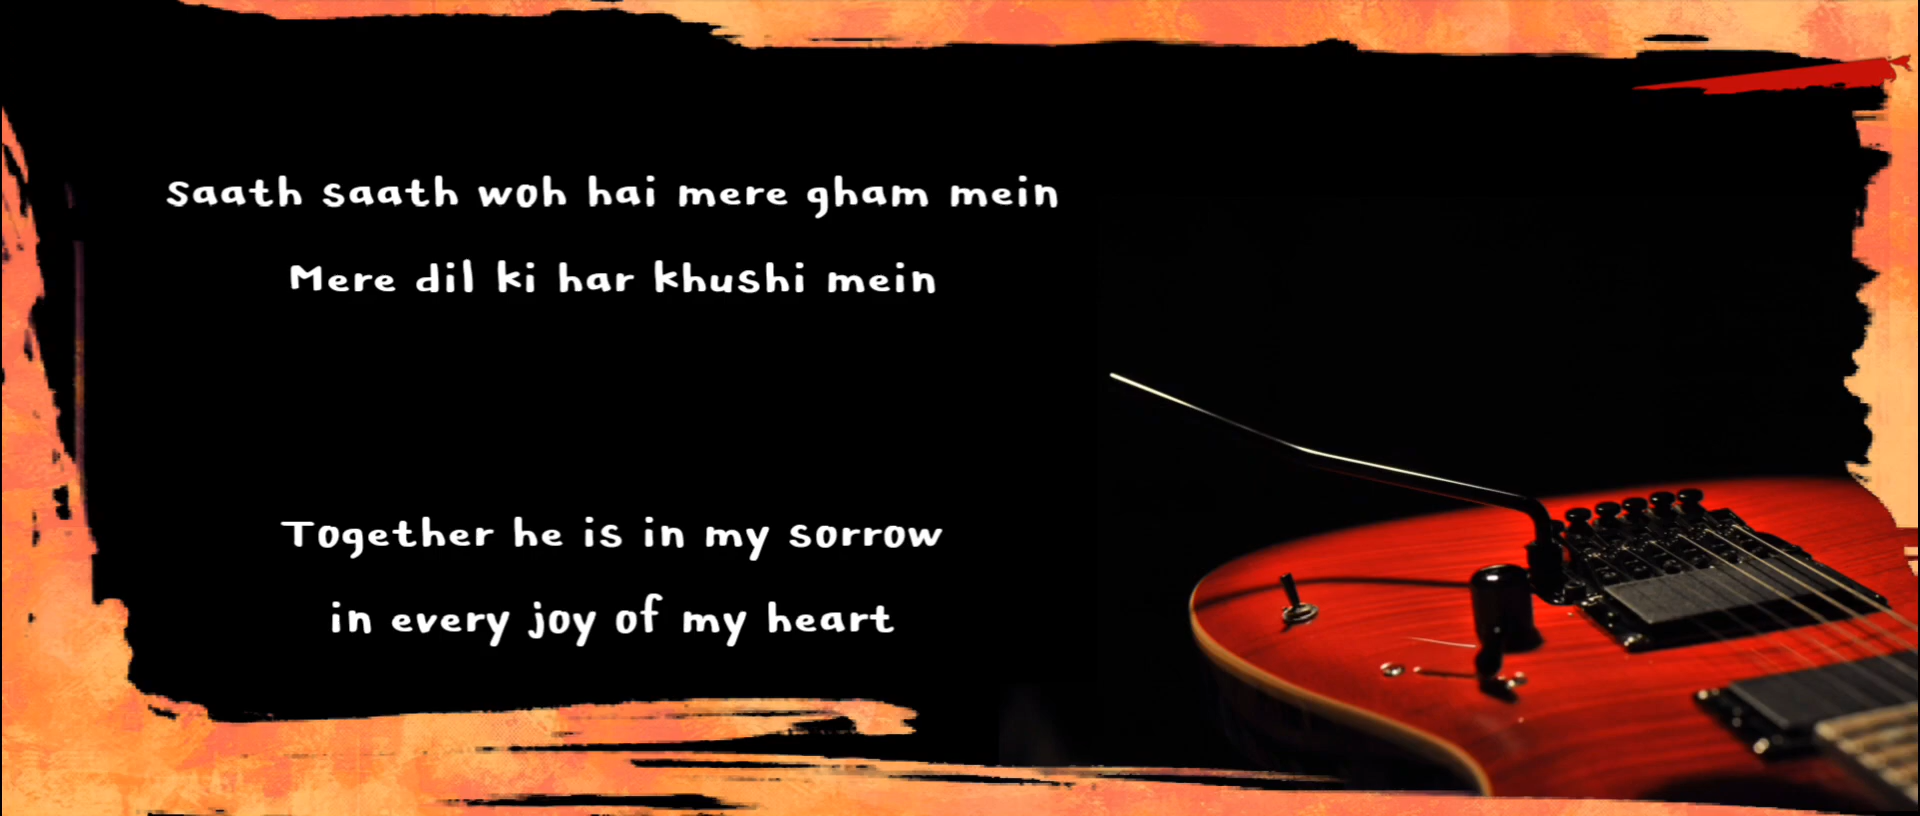 Saath saath woh hai mere gham mein
Mere dil ki har khushi mein
Together he is in my sorrow
in every joy of my heart